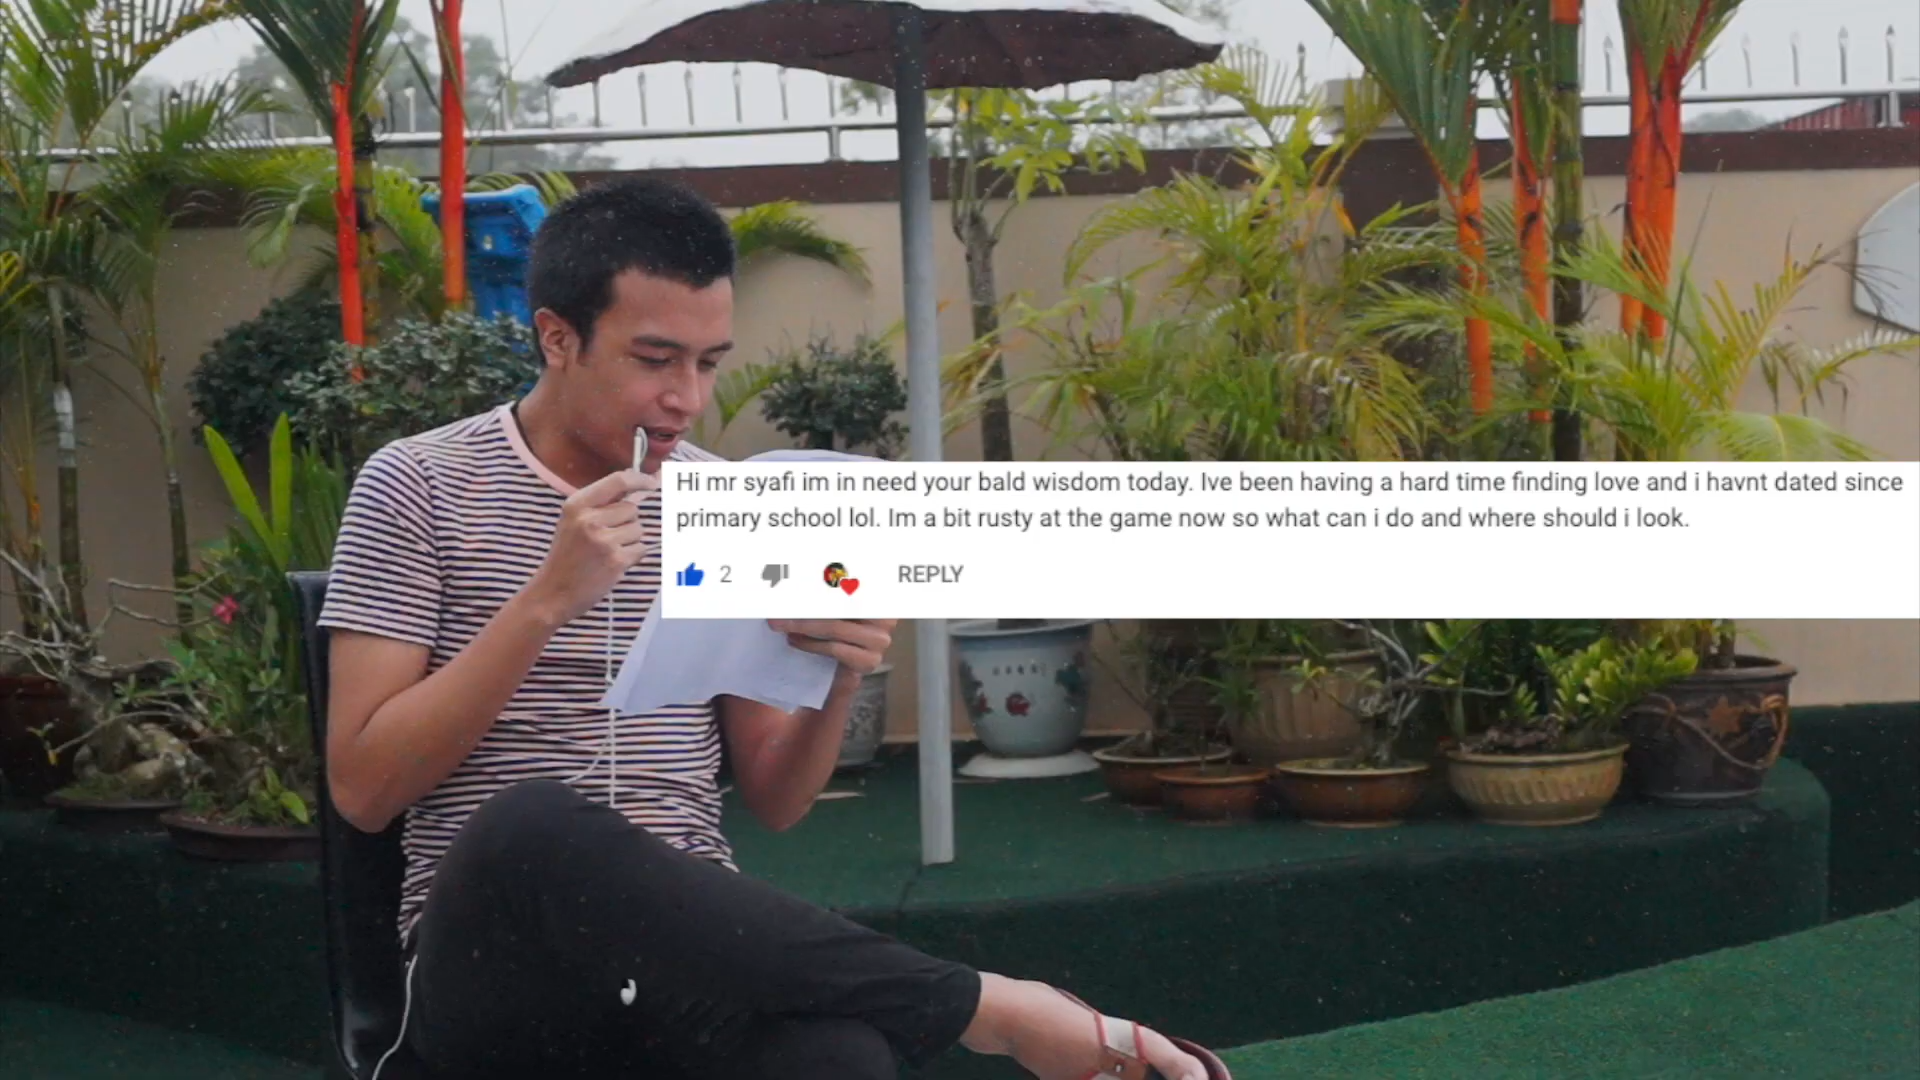 Hi mr syafi im in need your bald wisdom today. Ive been having a hard time finding love and i havnt dated since
primary school lol. Im a bit rusty at the game now so what can i do and where should i look.
2 REPLY